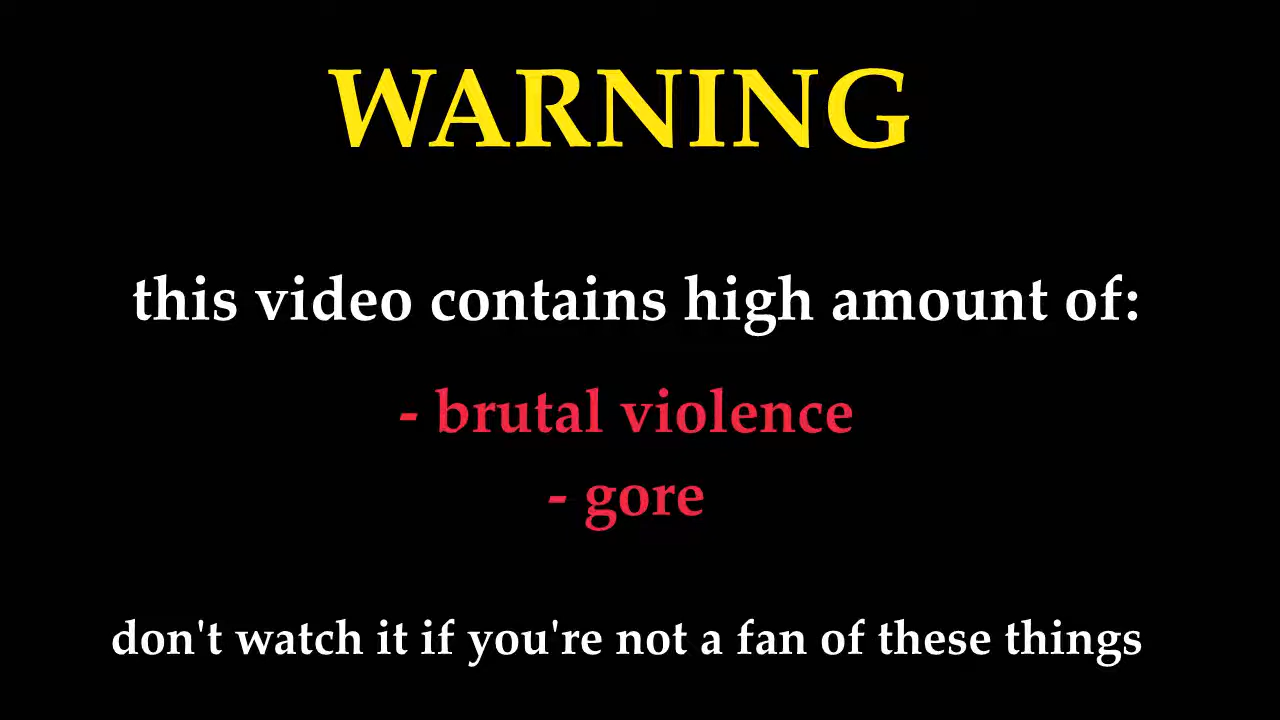 WARNING
this video contains high amount of:
- brutal violence
- gore
don't watch it if you're not a fan of these things